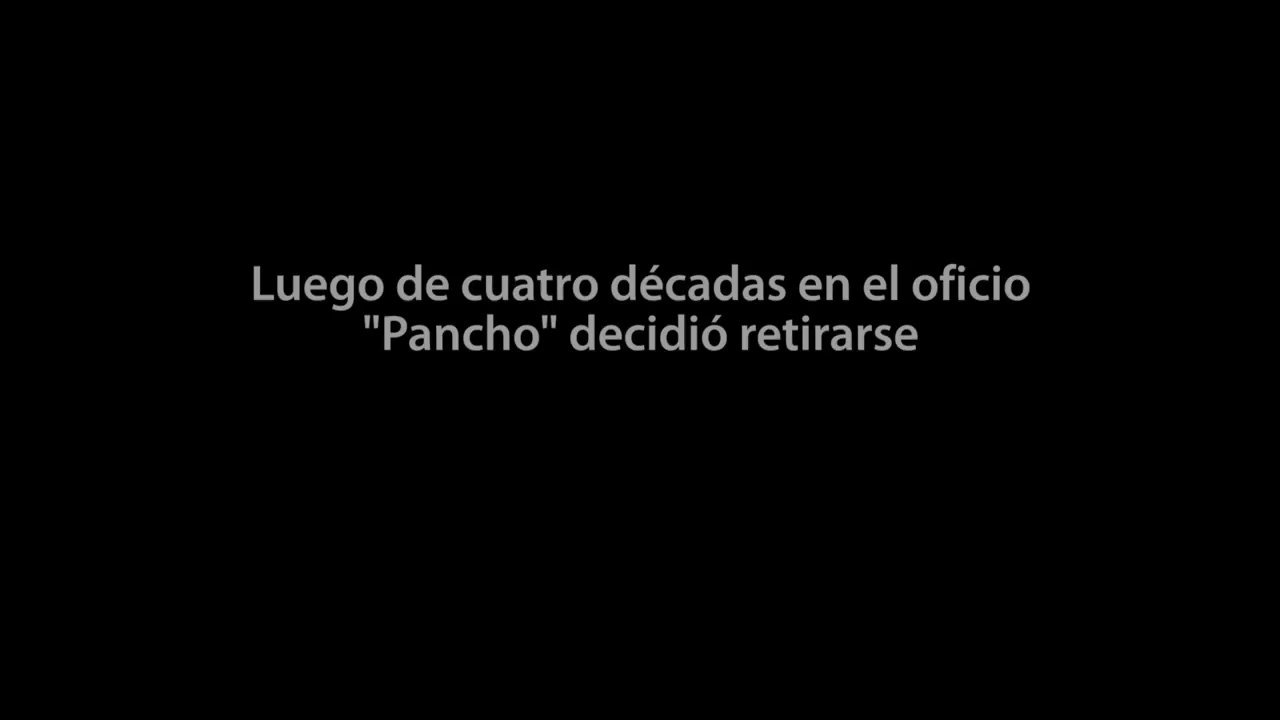 Luego de cuatro décadas en el oficio
"Pancho" decidió retirarse